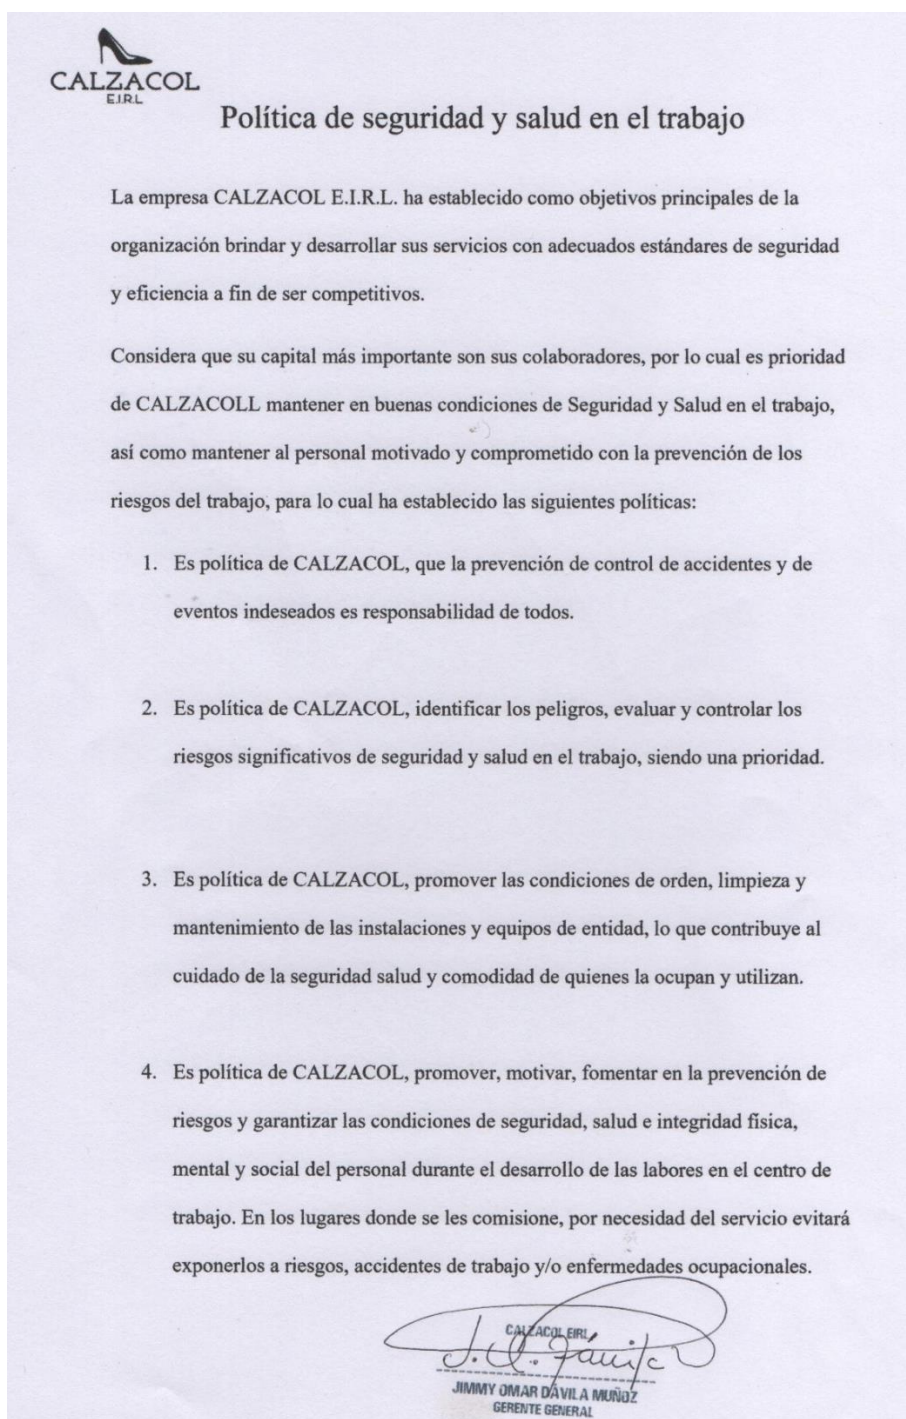 CALZACOL
E.I.R.L
Política de seguridad y salud en el trabajo
La empresa CALZACOL E.I.R.L. ha establecido como objetivos principales de la
organización brindar y desarrollar sus servicios con adecuados estándares de seguridad
y eficiencia a fin de ser competitivos.
Considera que su capital más importante son sus colaboradores, por lo cual es prioridad
de CALZACOLL mantener en buenas condiciones de Seguridad y Salud en el trabajo,
así como mantener al personal motivado y comprometido con la prevención de los
riesgos del trabajo, para lo cual ha establecido las siguientes políticas:
1. Es política de CALZACOL, que la prevención de control de accidentes y de
eventos indeseados es responsabilidad de todos.
2. Es política de CALZACOL, identificar los peligros, evaluar y controlar los
riesgos significativos de seguridad y salud en el trabajo, siendo una prioridad.
3. Es política de CALZACOL, promover las condiciones de orden, limpieza y
mantenimiento de las instalaciones y equipos de entidad, lo que contribuye al
cuidado de la seguridad salud y comodidad de quienes la ocupan y utilizan.
4. Es política de CALZACOL, promover, motivar, fomentar en la prevención de
riesgos y garantizar las condiciones de seguridad, salud e integridad física,
mental y social del personal durante el desarrollo de las labores en el centro de
trabajo. En los lugares donde se les comisione, por necesidad del servicio evitará
exponerlos a riesgos, accidentes de trabajo y/o enfermedades ocupacionales.
CALZACOL EIRL
JIMMY OMAR DÁVILA MUÑOZ
GERENTE GENERAL